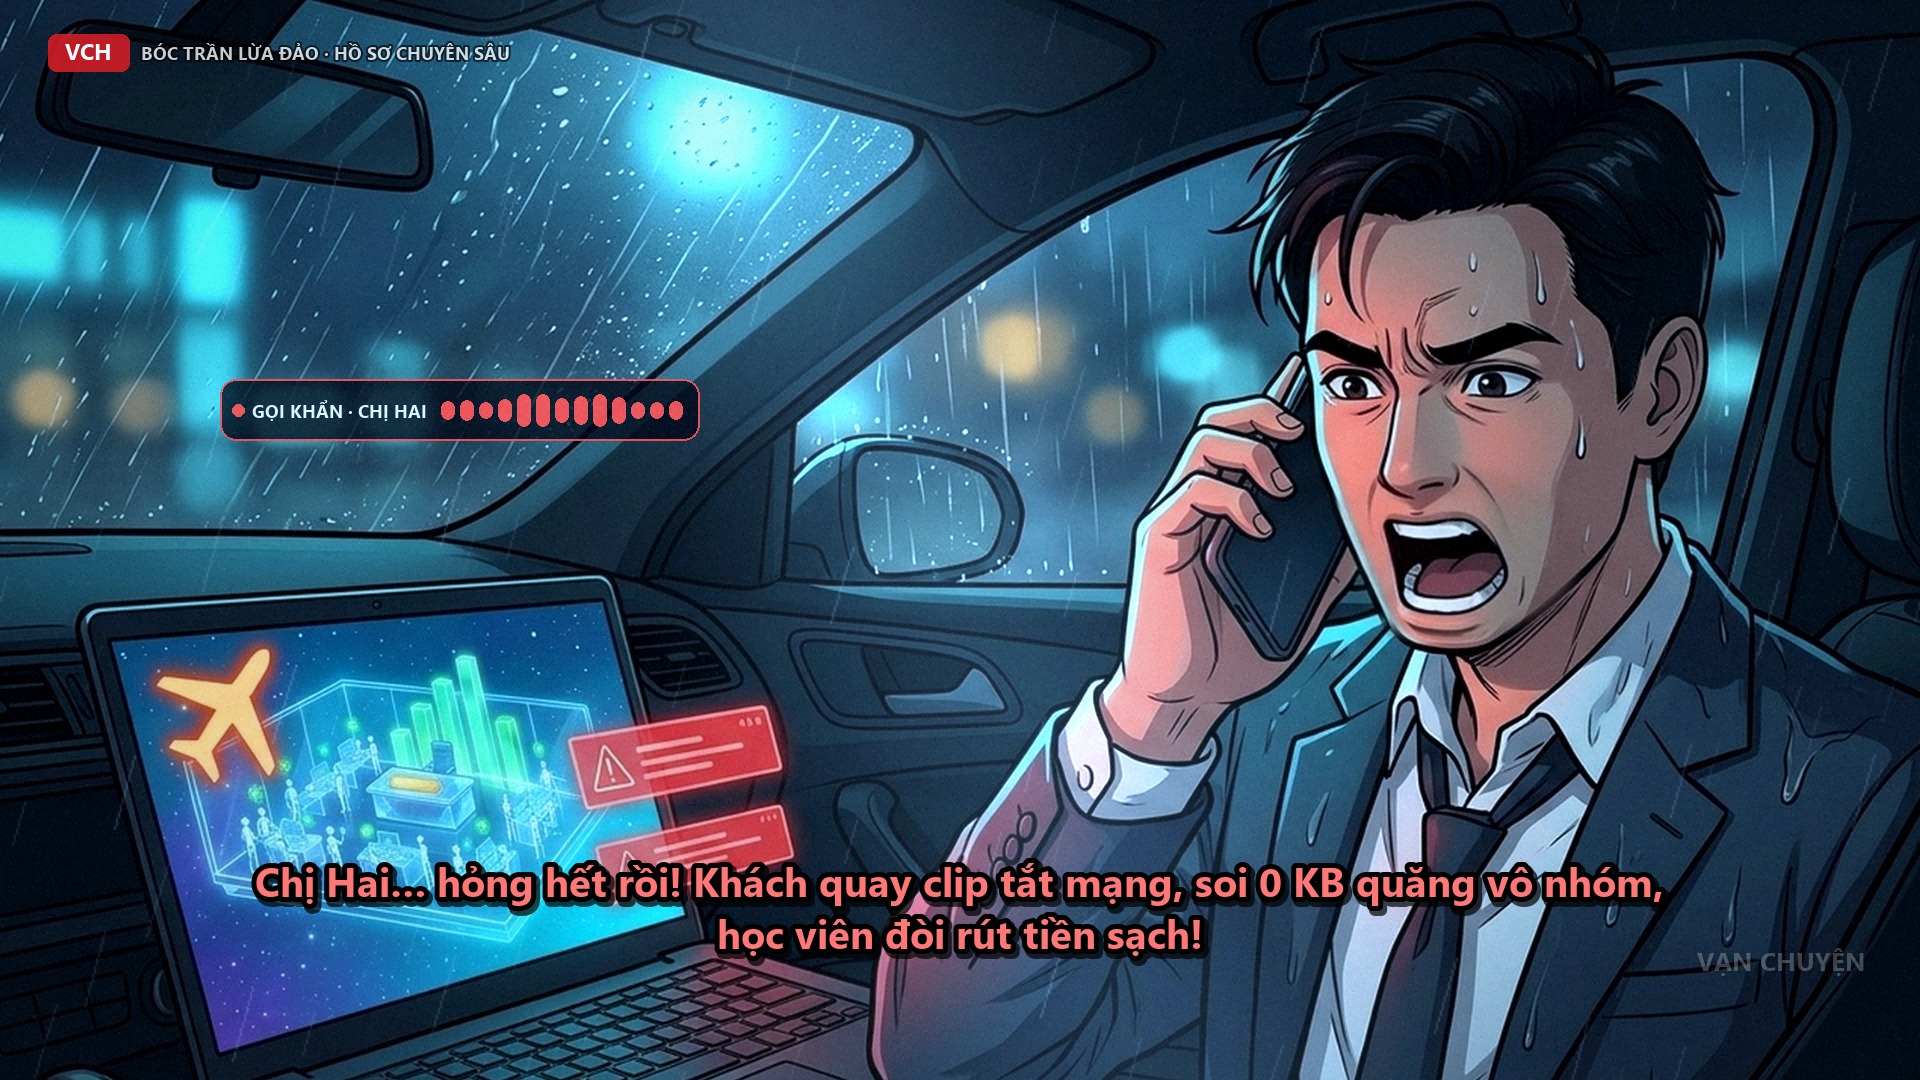 VCH BÓC TRẦN LỪA ĐẢO · HỒ SƠ CHUYÊN SÂU
GỌI KHẨN · CHỊ HAI
Chị Hai... hỏng hết rồi! Khách quay clip tắt mạng, soi 0 KB quăng vô nhóm,
học viên đòi rút tiền sạch!
VẠN CHUYỆN